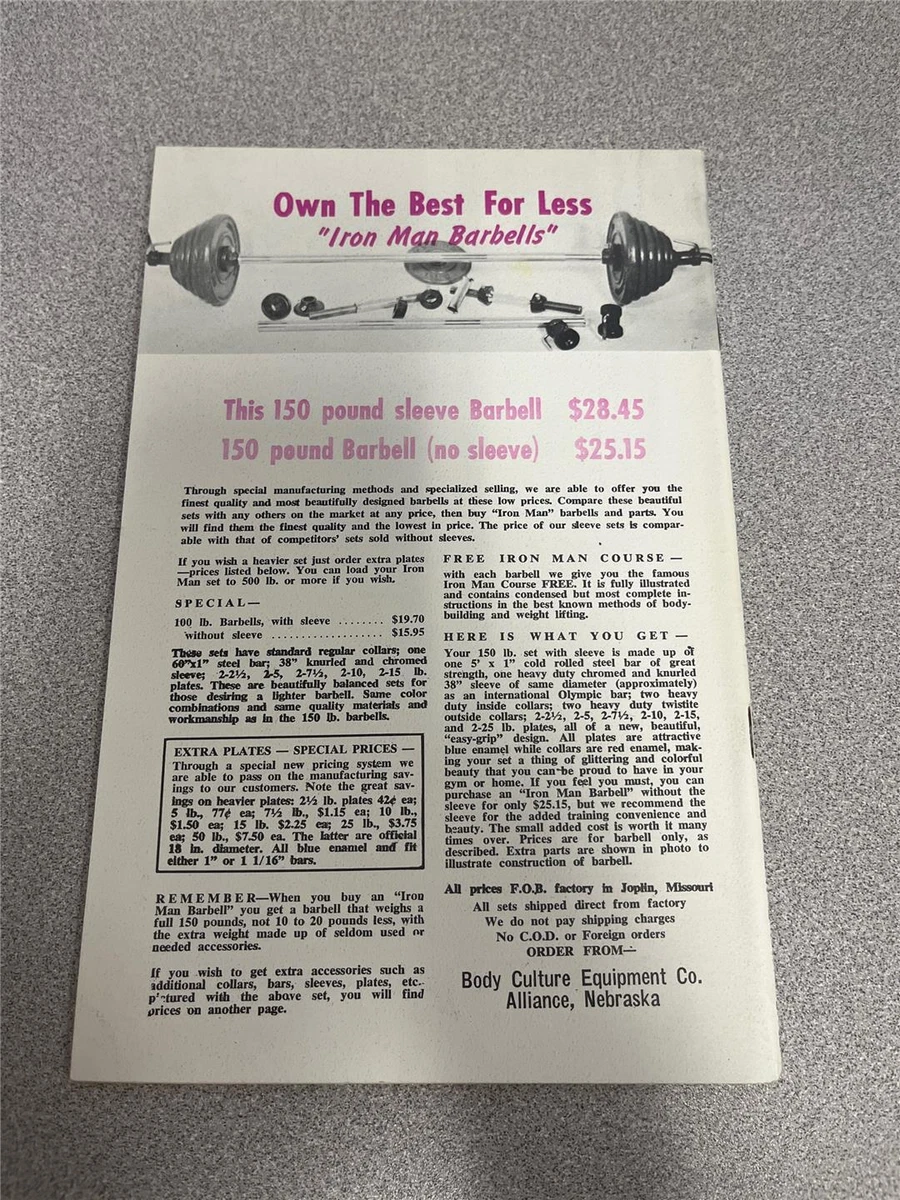 Own The Best For Less
"Iron Man Barbells"
This 150 pound sleeve Barbell $28.45
150 pound Barbell (no sleeve) $25.15
Through special manufacturing methods and specialized selling, we are able to offer you the
finest quality and most beautifully designed barbells at these low prices. Compare these beautiful
sets with any others on the market at any price, then buy "Iron Man" barbells and parts. You
will find them the finest quality and the lowest in price. The price of our sleeve sets is compar-
able with that of competitors' sets sold without sleeves.
If you wish a heavier set just order extra plates
—prices listed below. You can load your Iron
Man set to 500 lb. or more if you wish.
SPECIAL—
100 lb. Barbells, with sleeve ........ $19.70
without sleeve ................... $15.95
These sets have standard regular collars; one
60"x1" steel bar; 38" knurled and chromed
sleeve; 2-2½, 2-5, 2-7½, 2-10, 2-15 lb.
plates. These are beautifully balanced sets for
those desiring a lighter barbell. Same color
combinations and same quality materials and
workmanship as in the 150 lb. barbells.
EXTRA PLATES — SPECIAL PRICES —
Through a special new pricing system we
are able to pass on the manufacturing sav-
ings to our customers. Note the great sav-
ings on heavier plates: 2½ lb. plates 42¢ ea;
5 lb., 77¢ ea; 7½ lb., $1.15 ea; 10 lb.,
$1.50 ea; 15 lb. $2.25 ea; 25 lb., $3.75
ea; 50 lb., $7.50 ea. The latter are official
18 in. diameter. All blue enamel and fit
either 1" or 1 1/16" bars.
REMEMBER—When you buy an "Iron
Man Barbell" you get a barbell that weighs a
full 150 pounds, not 10 to 20 pounds less, with
the extra weight made up of seldom used or
needed accessories.
If you wish to get extra accessories such as
additional collars, bars, sleeves, plates, etc.
pictured with the above set, you will find
prices on another page.
FREE IRON MAN COURSE —
with each barbell we give you the famous
Iron Man Course FREE. It is fully illustrated
and contains condensed but most complete in-
structions in the best known methods of body-
building and weight lifting.
HERE IS WHAT YOU GET —
Your 150 lb. set with sleeve is made up of
one 5' x 1" cold rolled steel bar of great
strength, one heavy duty chromed and knurled
38" sleeve of same diameter (approximately)
as an international Olympic bar; two heavy
duty inside collars; two heavy duty twistite
outside collars; 2-2½, 2-5, 2-7½, 2-10, 2-15,
and 2-25 lb. plates, all of a new, beautiful,
"easy-grip" design. All plates are attractive
blue enamel while collars are red enamel, mak-
ing your set a thing of glittering and colorful
beauty that you can be proud to have in your
gym or home. If you feel you must, you can
purchase an "Iron Man Barbell" without the
sleeve for only $25.15, but we recommend the
sleeve for the added training convenience and
beauty. The small added cost is worth it many
times over. Prices are for barbell only, as
described. Extra parts are shown in photo to
illustrate construction of barbell.
All prices F.O.B. factory in Joplin, Missouri
All sets shipped direct from factory
We do not pay shipping charges
No C.O.D. or Foreign orders
ORDER FROM—
Body Culture Equipment Co.
Alliance, Nebraska